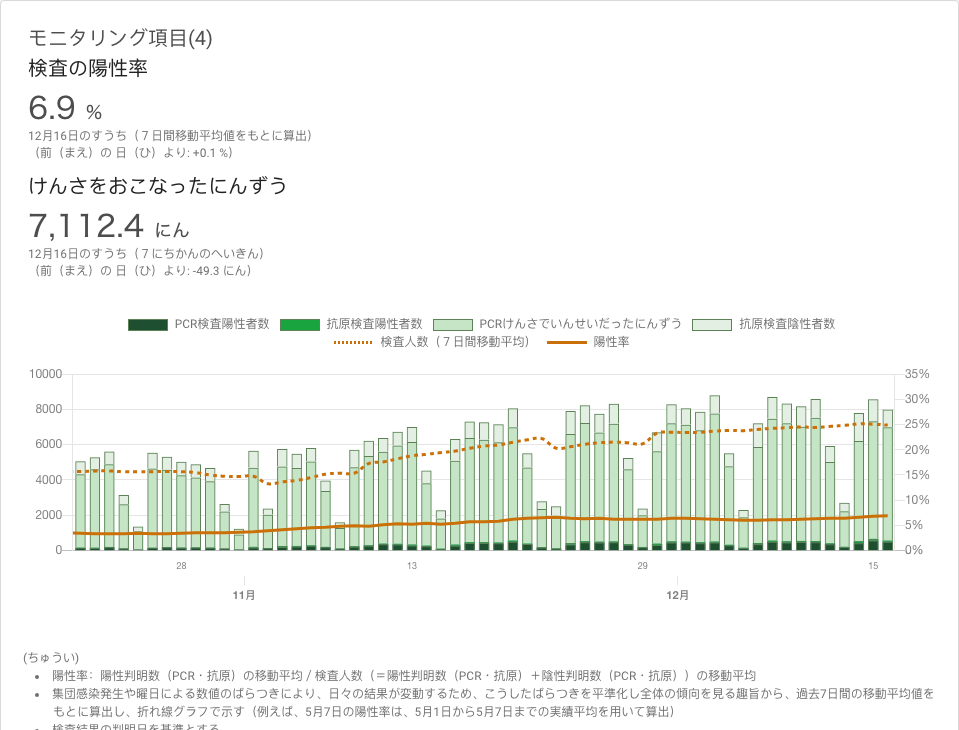 モニタリング項目(4)
検査の陽性率
6.9 %
12月16日のすうち（７日間移動平均値をもとに算出）
（前（まえ）の 日（ひ）より: +0.1 %）
けんさをおこなったにんずう
7,112.4 にん
12月16日のすうち（７にちかんのへいきん）
（前（まえ）の 日（ひ）より: -49.3 にん）
PCR検査陽性者数 抗原検査陽性者数 PCRけんさでいんせいだったにんずう 抗原検査陰性者数
検査人数（７日間移動平均） 陽性率
10000 35%
30%
8000
25%
6000
20%
4000 15%
10%
2000
5%
0 0%
28 13 29 15
11月 12月
(ちゅうい)
• 陽性率：陽性判明数（PCR・抗原）の移動平均 / 検査人数（＝陽性判明数（PCR・抗原）＋陰性判明数（PCR・抗原））の移動平均
• 集団感染発生や曜日による数値のばらつきにより、日々の結果が変動するため、こうしたばらつきを平準化し全体の傾向を見る趣旨から、過去7日間の移動平均値を
もとに算出し、折れ線グラフで示す（例えば、5月7日の陽性率は、5月1日から5月7日までの実績平均を用いて算出）
• 検査結果の判明日を基準とする